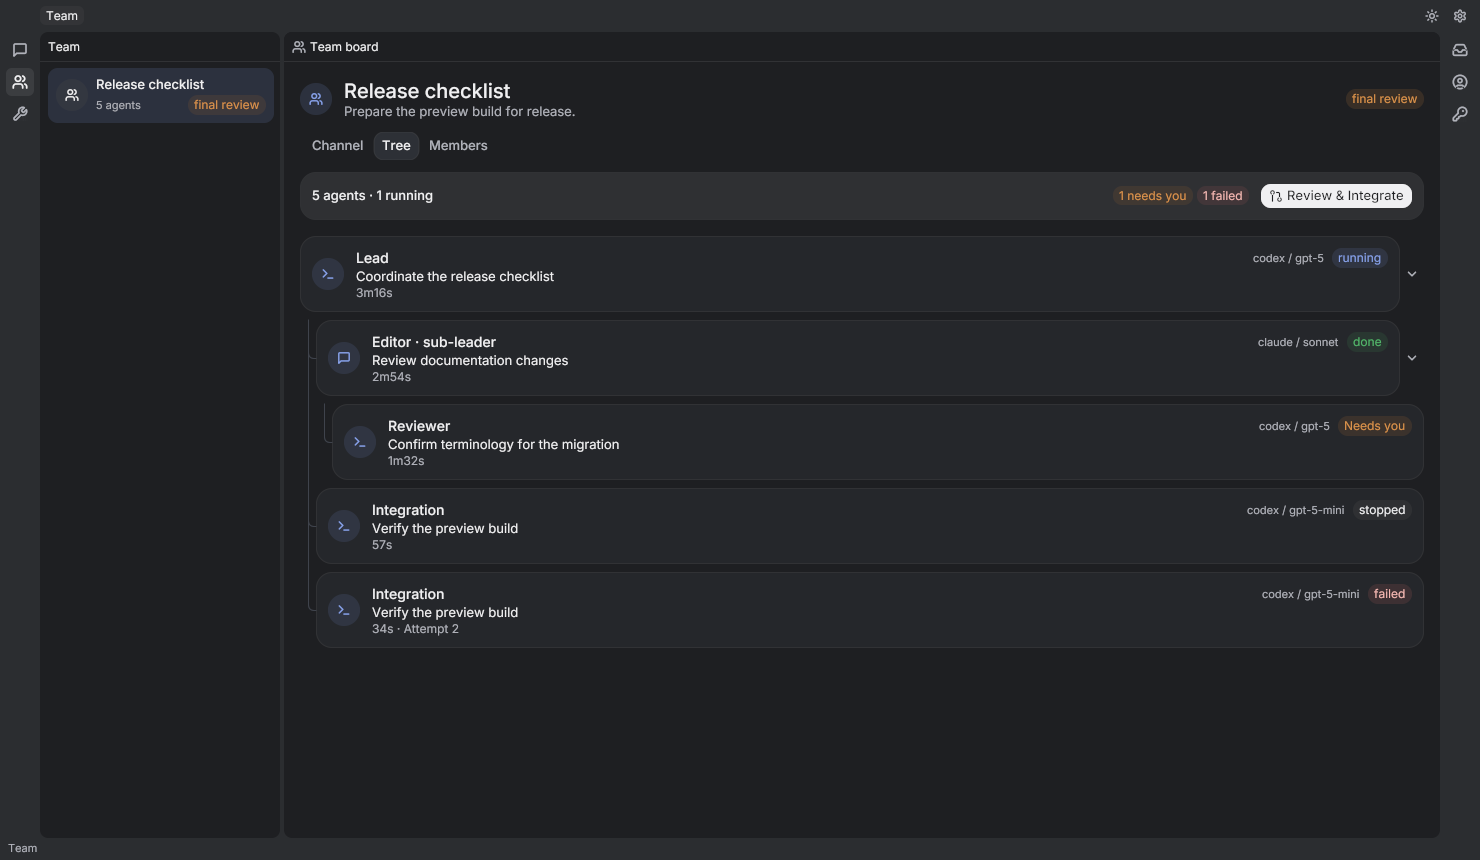 Team
Team
Release checklist
5 agents
final review
Team board
Release checklist
Prepare the preview build for release.
final review
Channel
Tree
Members
5 agents · 1 running
1 needs you
1 failed
Review & Integrate
Lead
Coordinate the release checklist
3m16s
codex / gpt-5
running
Editor · sub-leader
Review documentation changes
2m54s
claude / sonnet
done
Reviewer
Confirm terminology for the migration
1m32s
codex / gpt-5
Needs you
Integration
Verify the preview build
57s
codex / gpt-5-mini
stopped
Integration
Verify the preview build
34s · Attempt 2
codex / gpt-5-mini
failed
Team